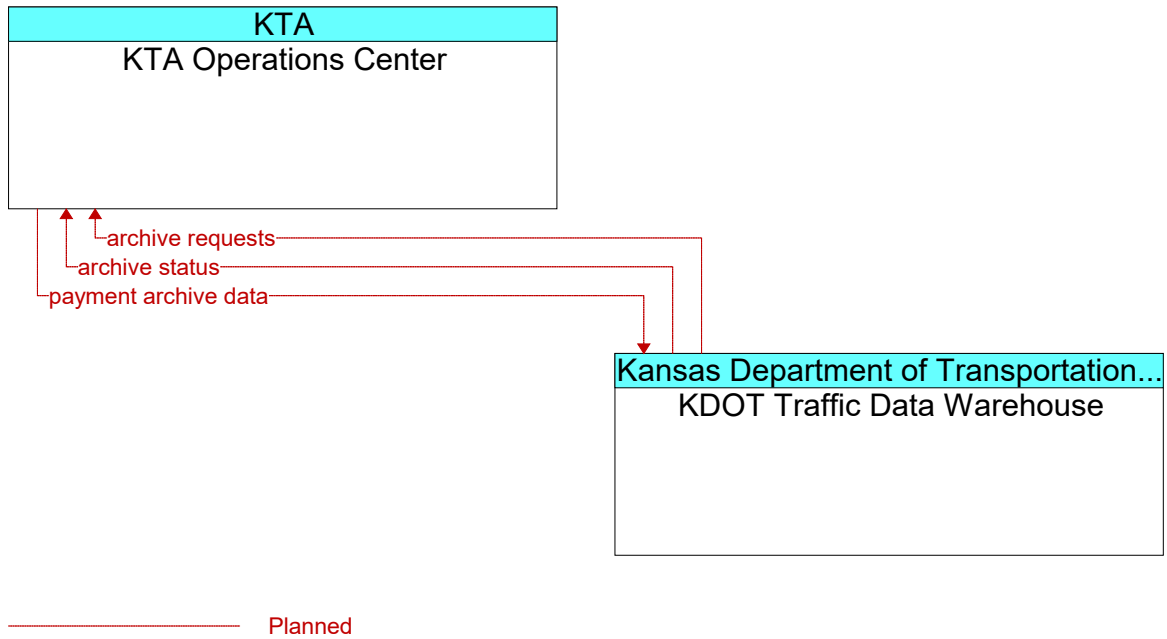 KTA
KTA Operations Center
archive requests
archive status
payment archive data
Kansas Department of Transportation...
KDOT Traffic Data Warehouse
Planned